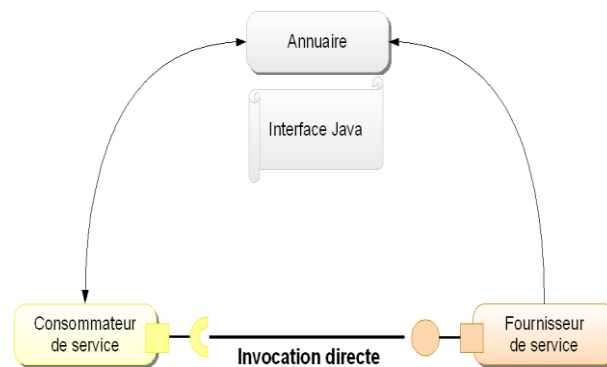 Annuaire
Interface Java
Consommateur
de service
Invocation directe
Fournisseur
de service